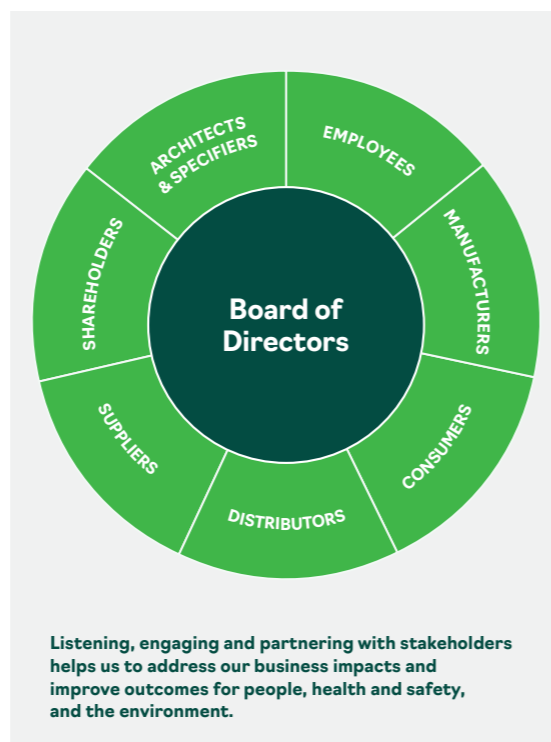 ARCHITECTS
& SPECIFIERS
EMPLOYEES
MANUFACTURERS
CONSUMERS
DISTRIBUTORS
SUPPLIERS
SHAREHOLDERS
Board of
Directors
Listening, engaging and partnering with stakeholders
helps us to address our business impacts and
improve outcomes for people, health and safety,
and the environment.